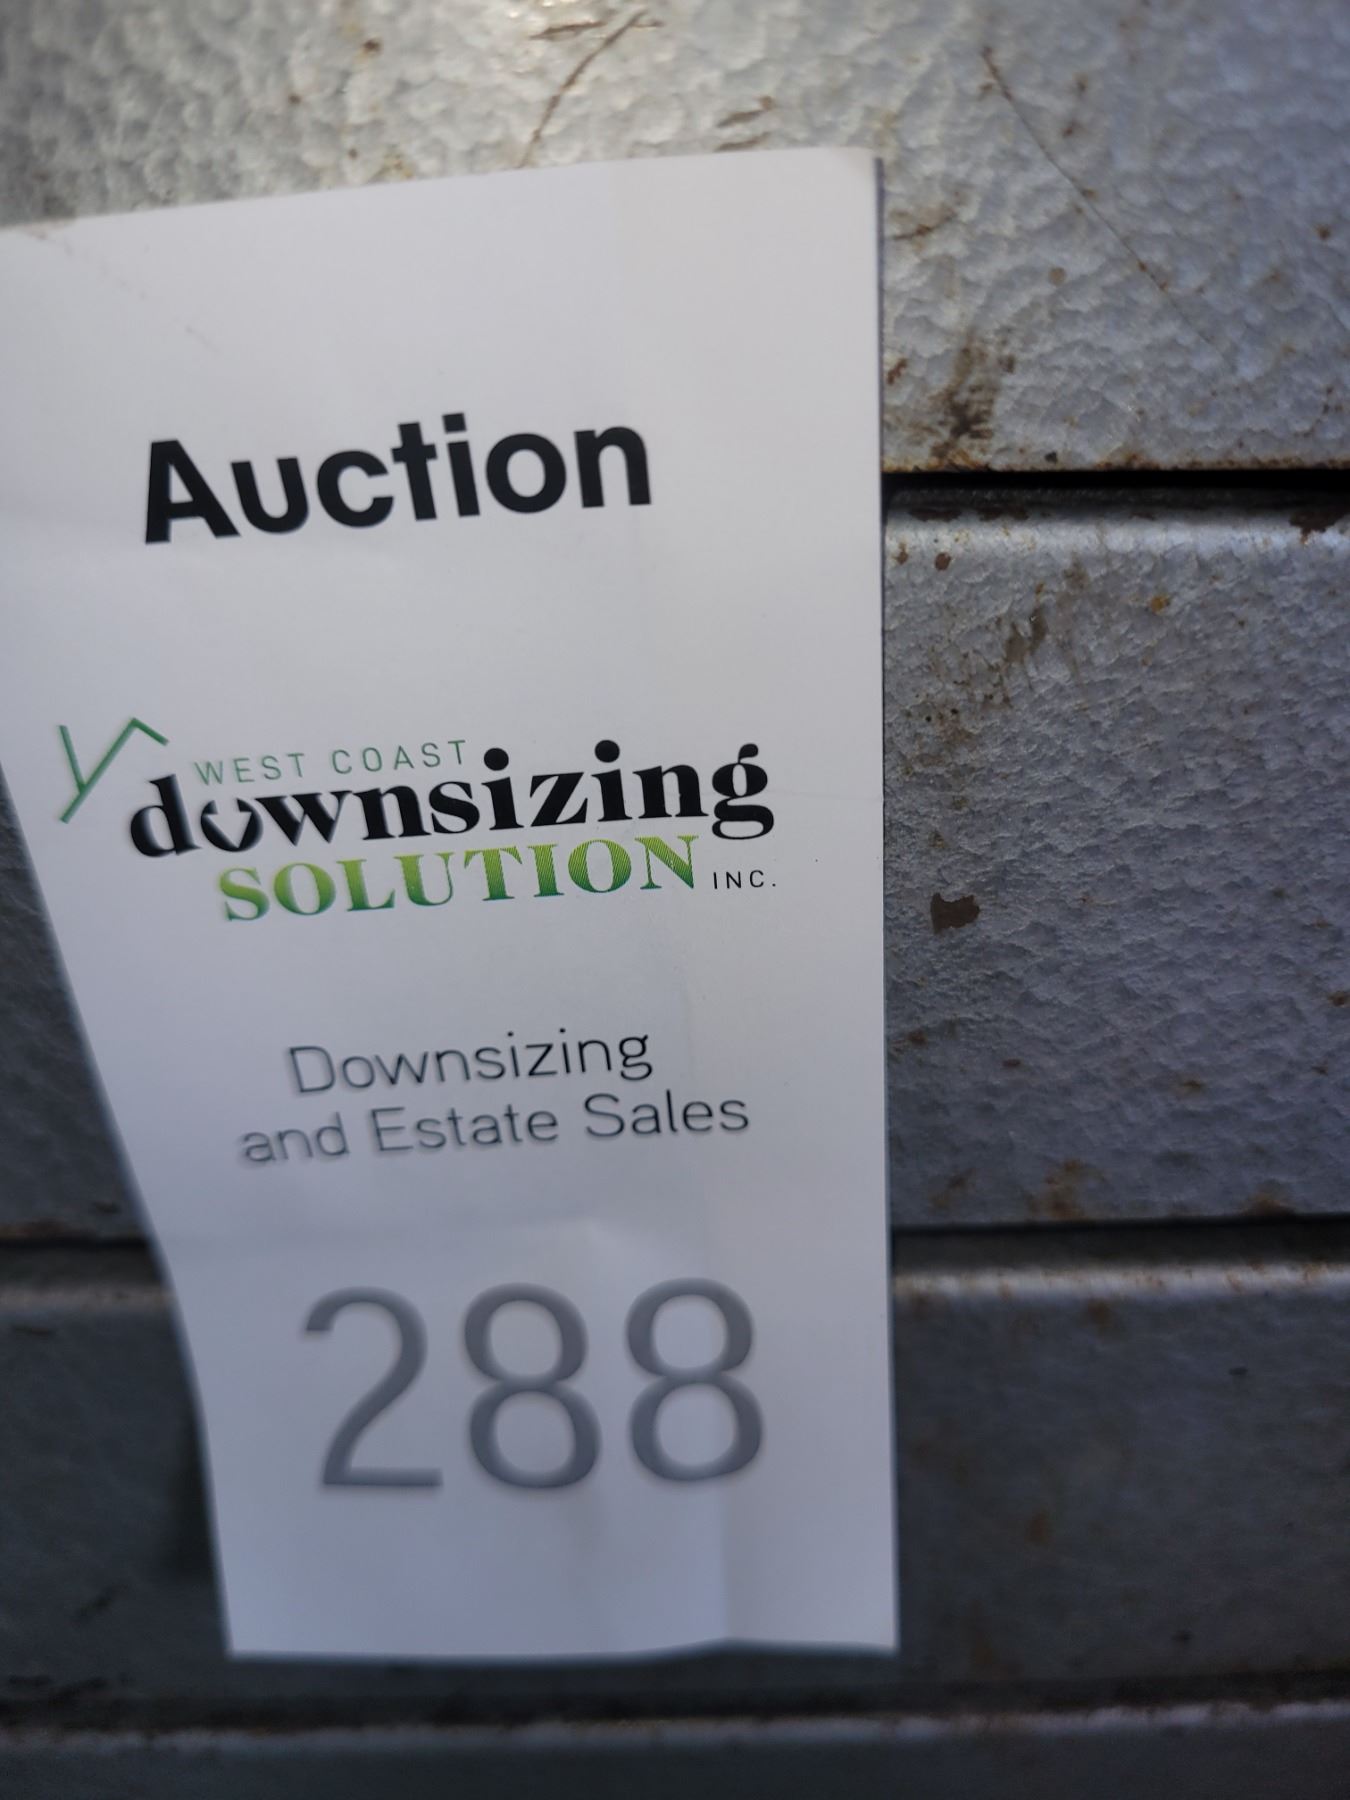 Auction
WEST COAST
downsizing
SOLUTION INC.
Downsizing
and Estate Sales
288